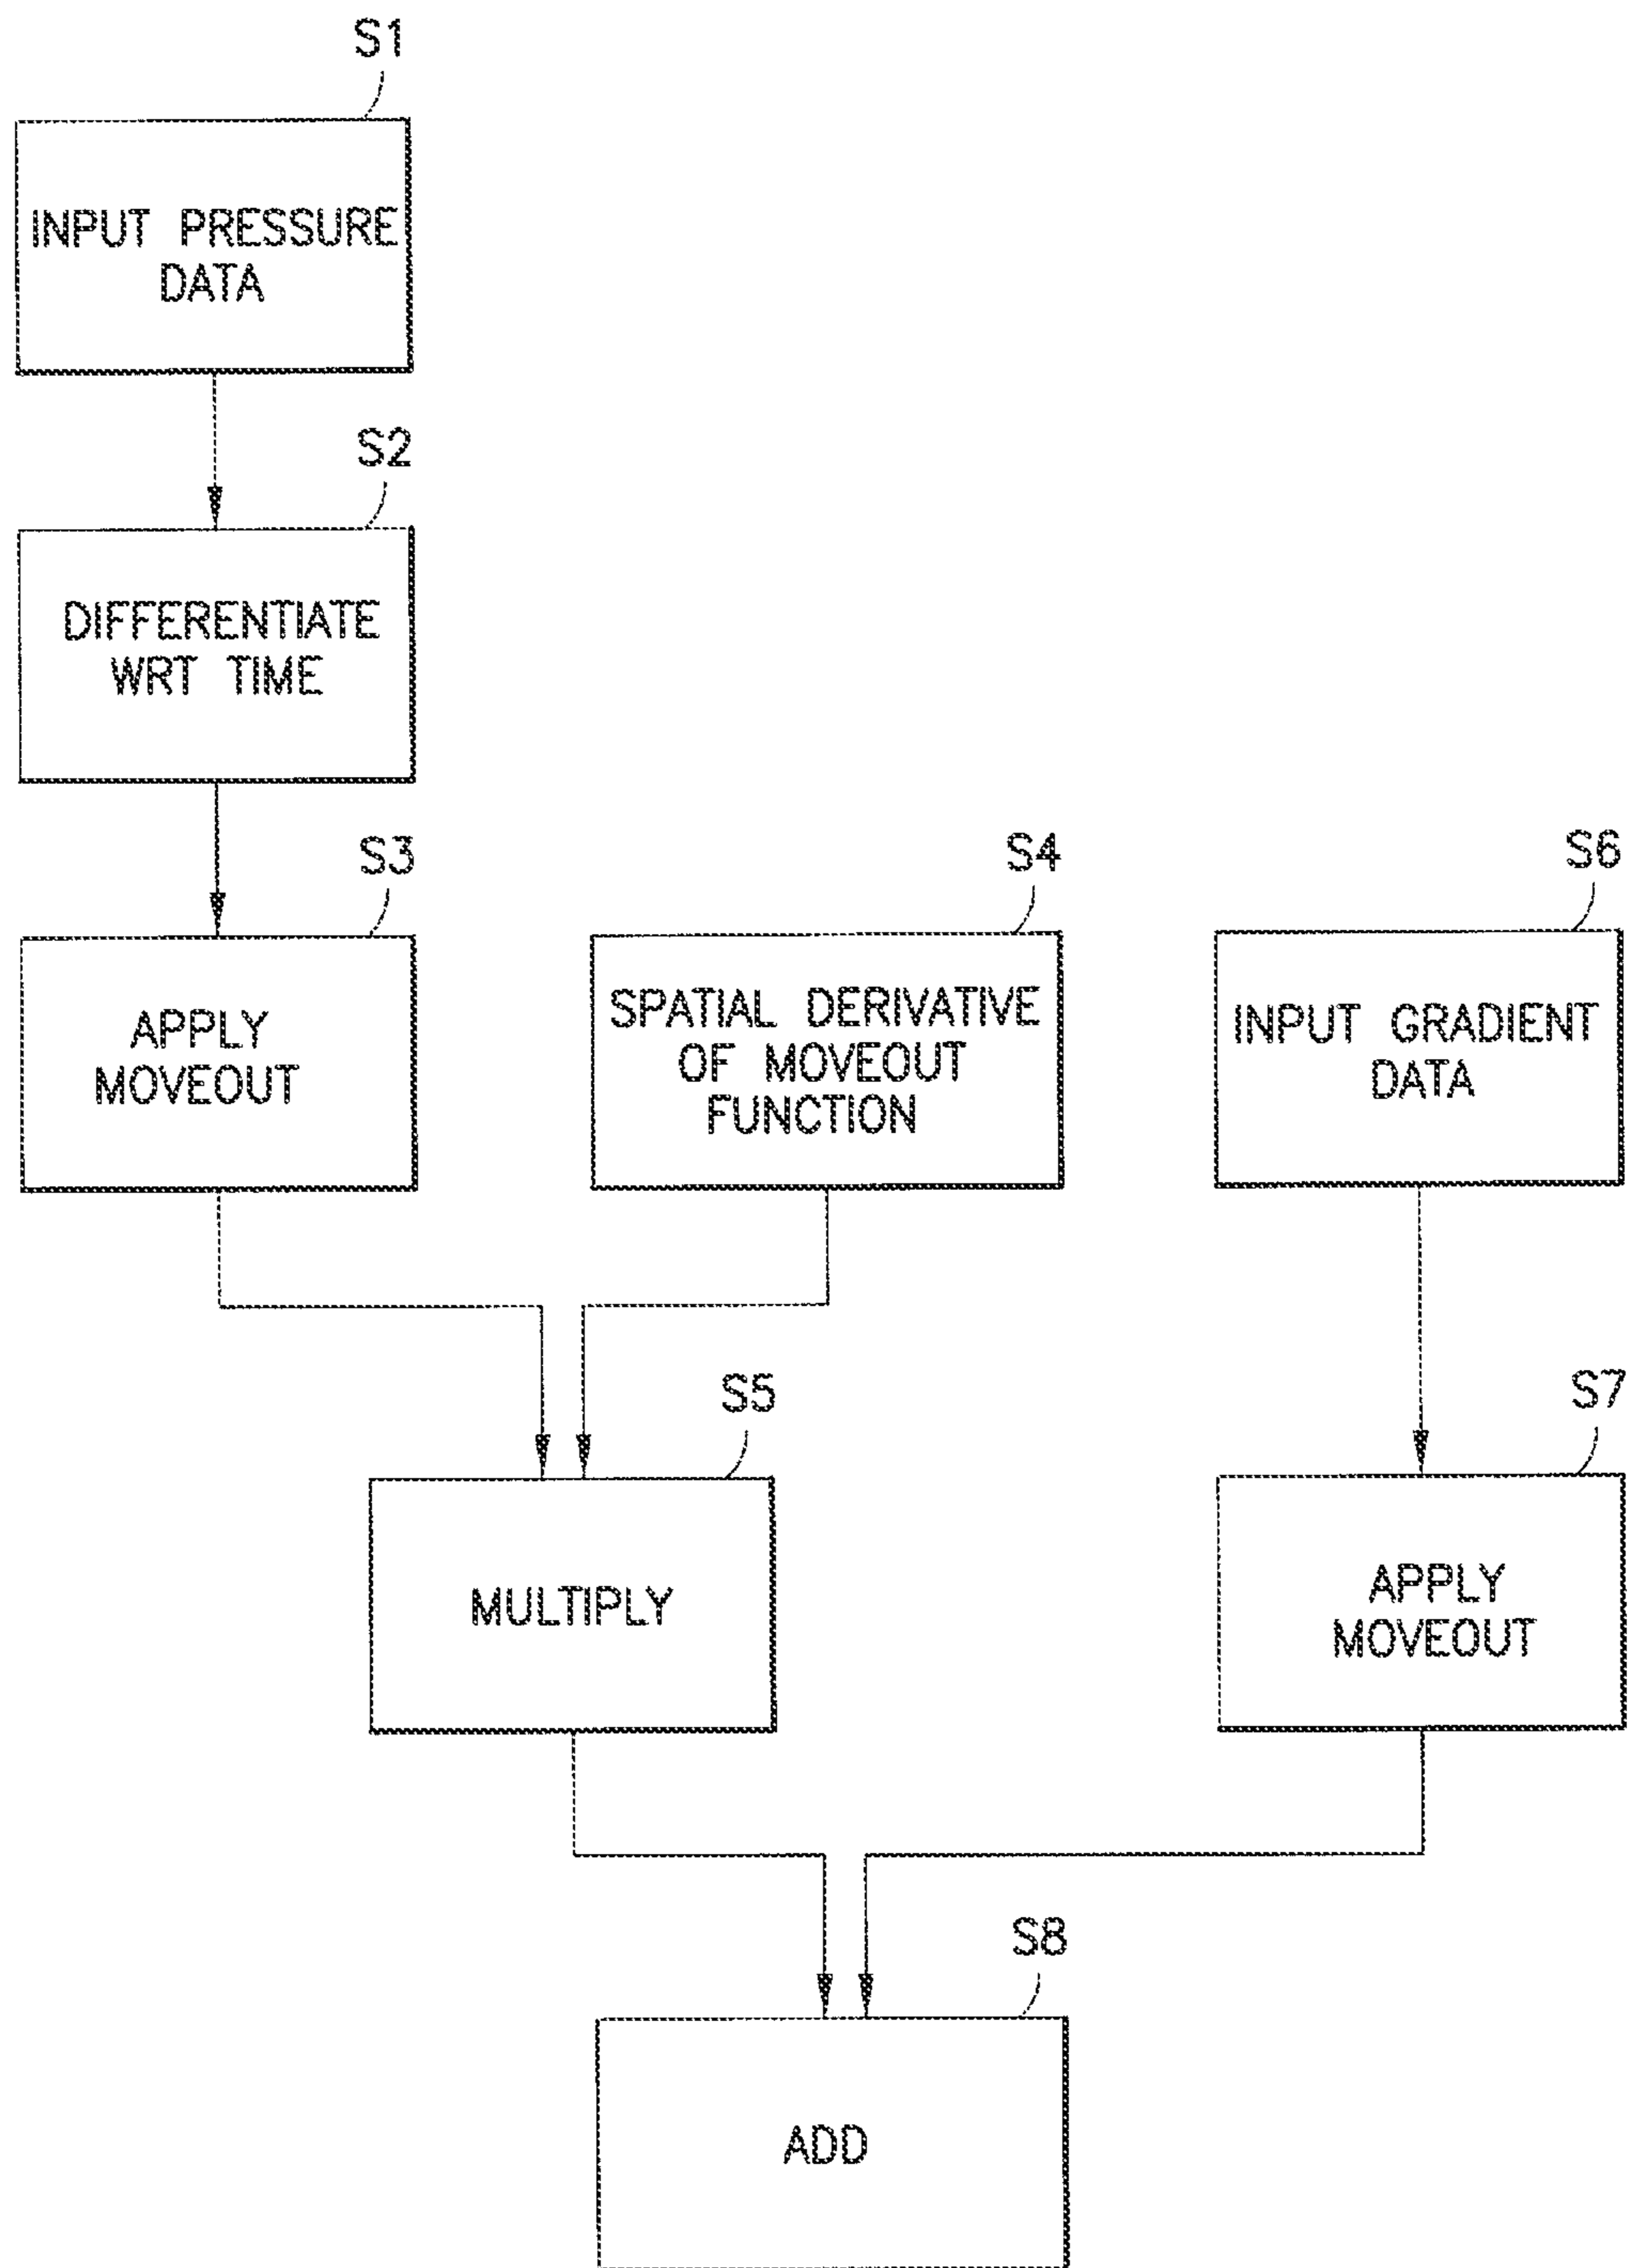 S1
INPUT PRESSURE
DATA
S2
DIFFERENTIATE
WRT TIME
S3
APPLY
MOVEOUT
S4
SPATIAL DERIVATIVE
OF MOVEOUT
FUNCTION
S6
INPUT GRADIENT
DATA
S5
MULTIPLY
S7
APPLY
MOVEOUT
S8
ADD